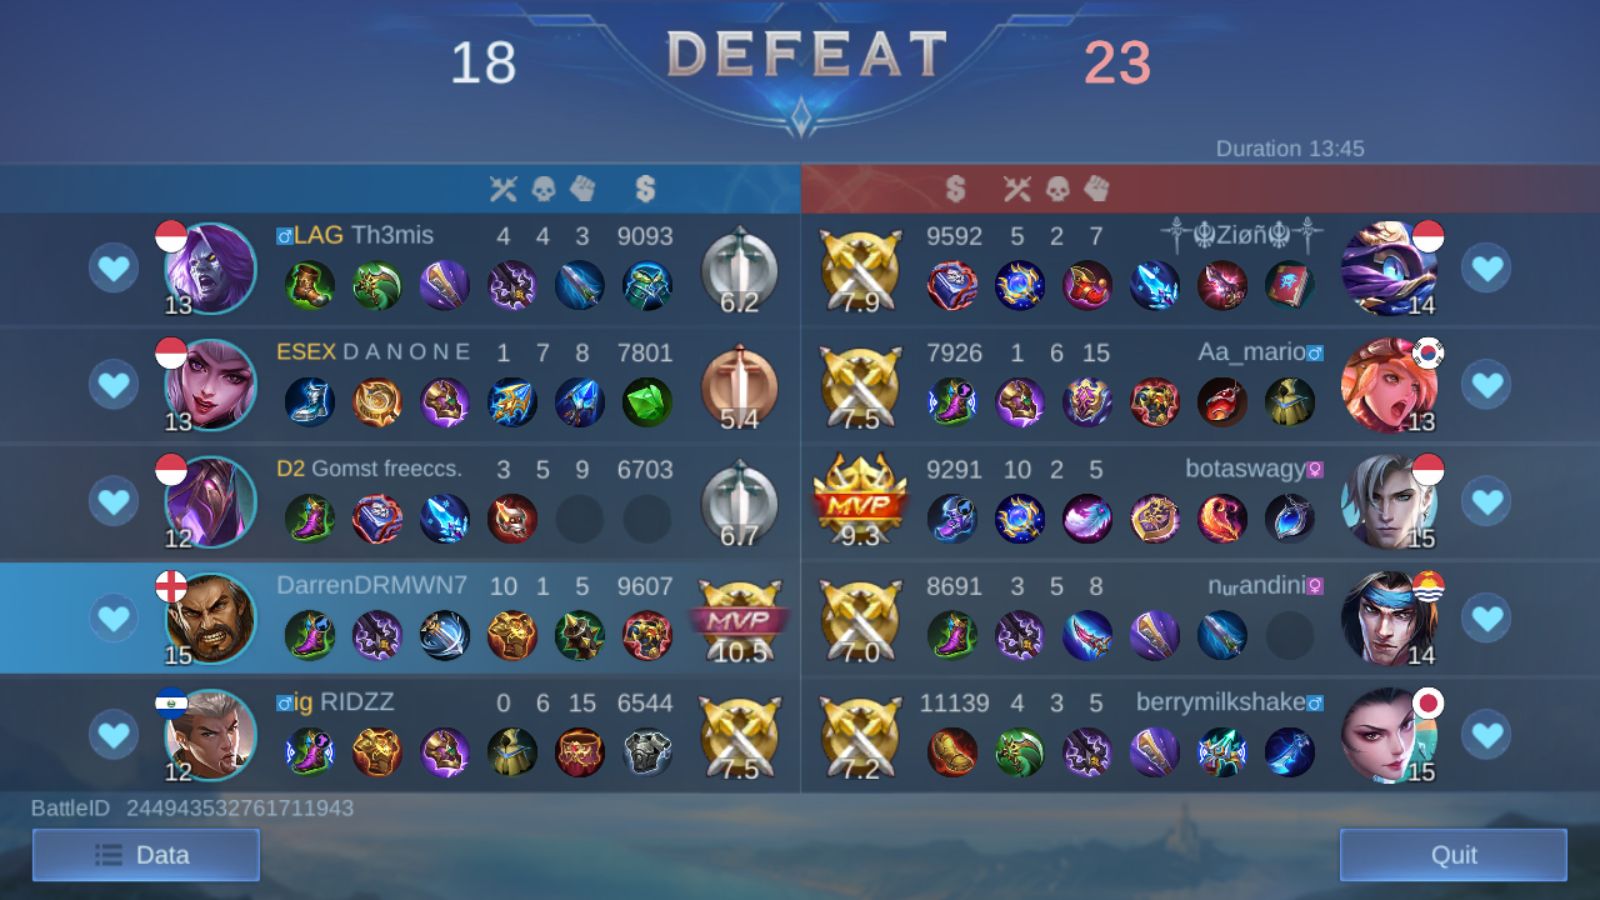 18 DEFEAT 23
Duration 13:45
LAG Th3mis 4 4 3 9093
13 6.2
7.9 9592 5 2 7 Ziøñ
14
ESEX D A N O N E 1 7 8 7801
13 5.4
7.5 7926 1 6 15 Aa_mario
13
D2 Gomst freeccs. 3 5 9 6703
12 6.7
MVP 9.3 9291 10 2 5 botaswagy
15
DarrenDRMWN7 10 1 5 9607
15 MVP 10.5
7.0 8691 3 5 8 nᵤᵣandini
14
ig RIDZZ 0 6 15 6544
12 7.5
7.2 11139 4 3 5 berrymilkshake
15
BattleID 244943532761711943
Data
Quit